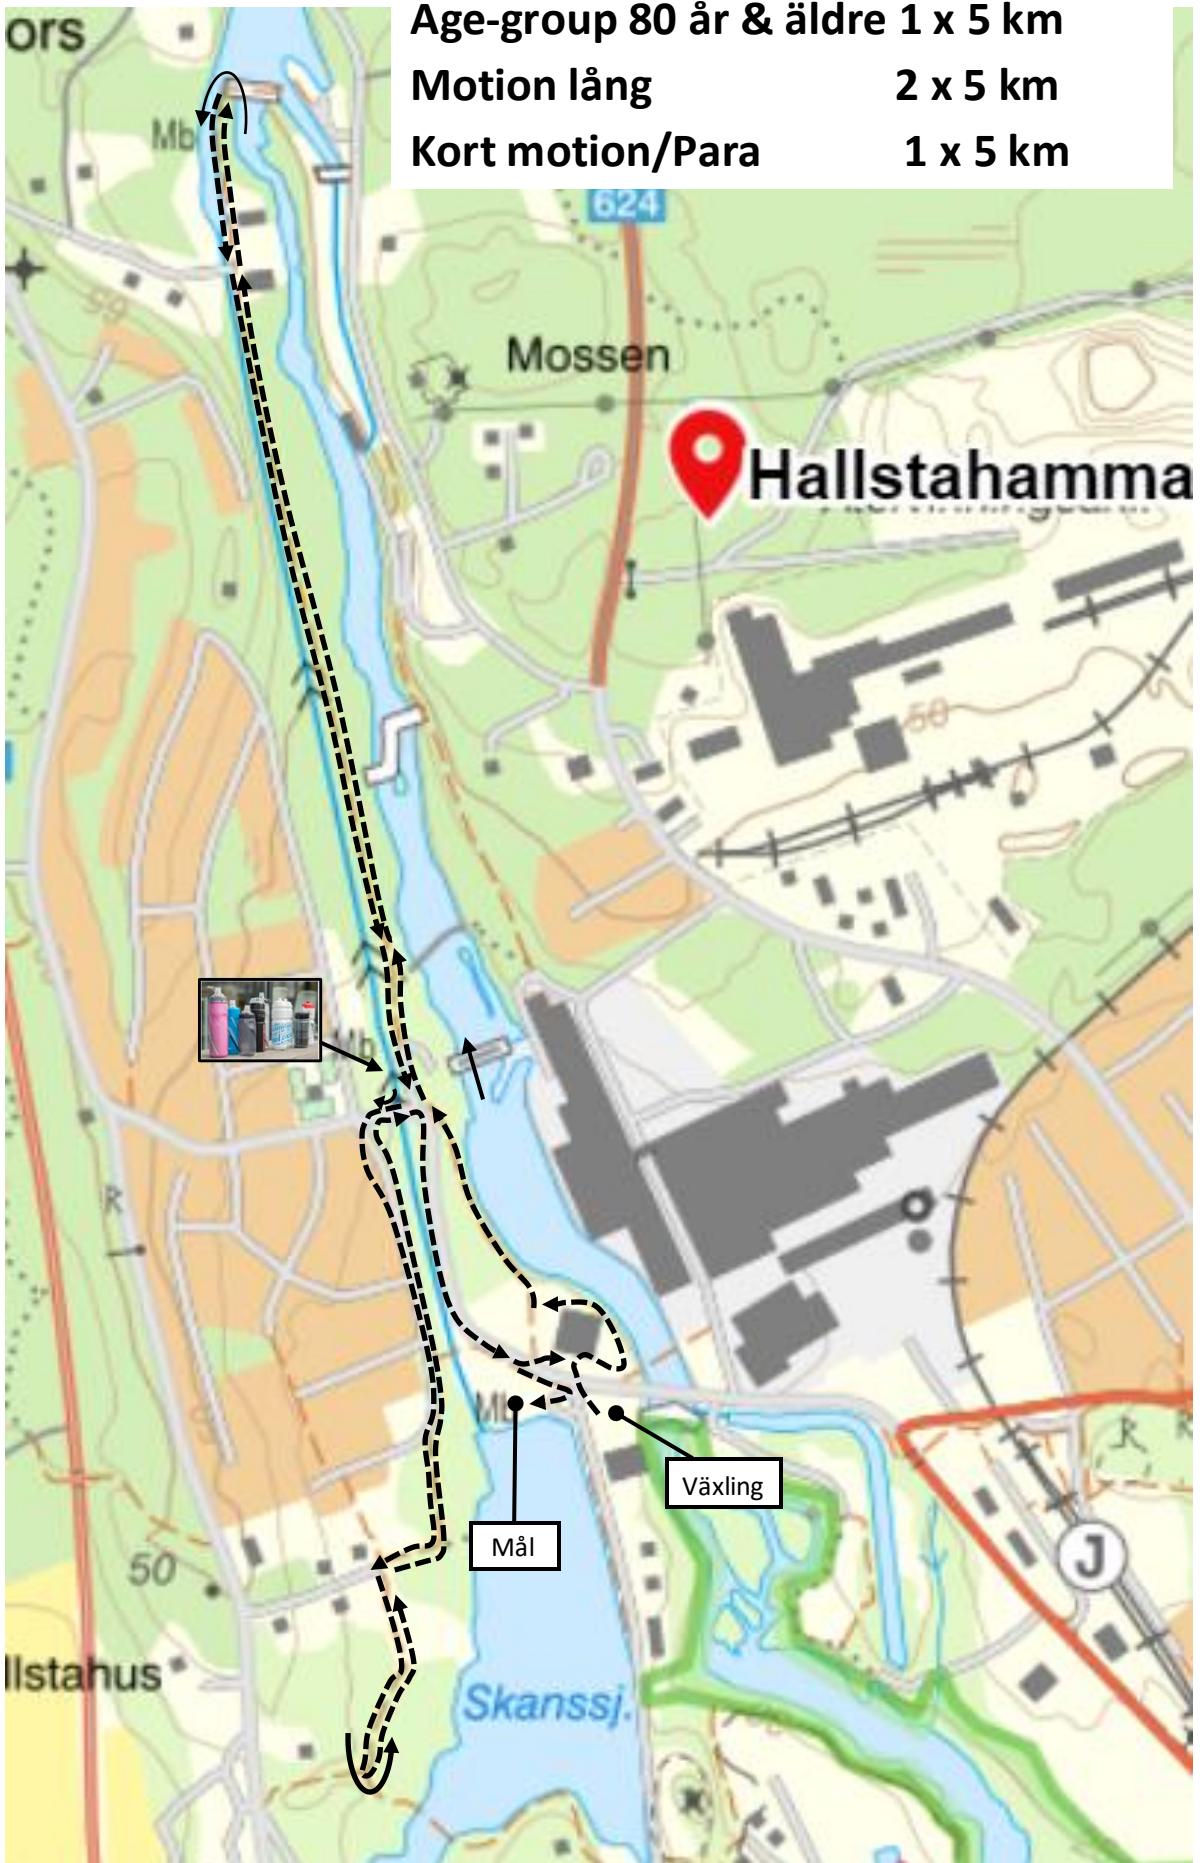 Age-group 80 år & äldre 1 x 5 km
ors
Motion lång 2 x 5 km
Mb
Kort motion/Para 1 x 5 km
624
Mossen
Hallstahamma
50
R
Växling
Mål
J
R
50
llstahus
Skanssj.